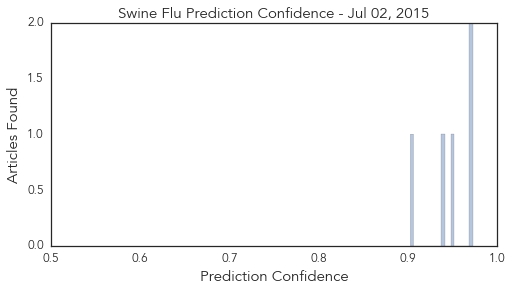 Swine Flu Prediction Confidence - Jul 02, 2015
Articles Found
2.0
1.5
1.0
0.5
0.0
0.5 0.6 0.7 0.8 0.9 1.0
Prediction Confidence